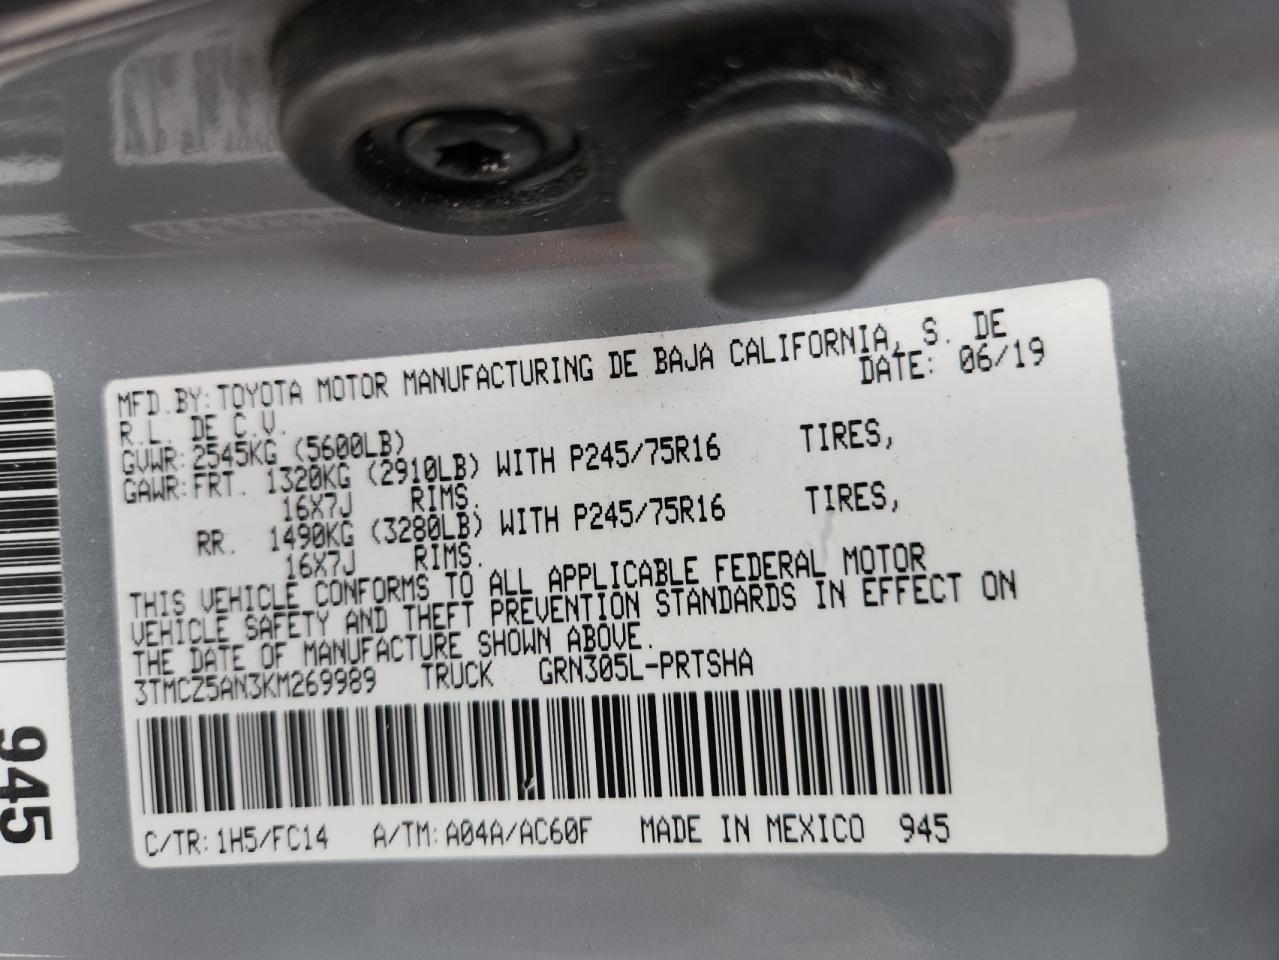 MFD.BY:TOYOTA MOTOR MANUFACTURING DE BAJA CALIFORNIA, S. DE
R.L. DE C.V. DATE: 06/19
GVWR:2545KG (5600LB)
GAWR:FRT. 1320KG (2910LB) WITH P245/75R16 TIRES,
16X7J RIMS.
RR. 1490KG (3280LB) WITH P245/75R16 TIRES,
16X7J RIMS.
THIS VEHICLE CONFORMS TO ALL APPLICABLE FEDERAL MOTOR
VEHICLE SAFETY AND THEFT PREVENTION STANDARDS IN EFFECT ON
THE DATE OF MANUFACTURE SHOWN ABOVE.
3TMCZ5AN3KM269989 TRUCK GRN305L-PRTSHA
C/TR:1H5/FC14 A/TM:A04A/AC60F MADE IN MEXICO 945
945